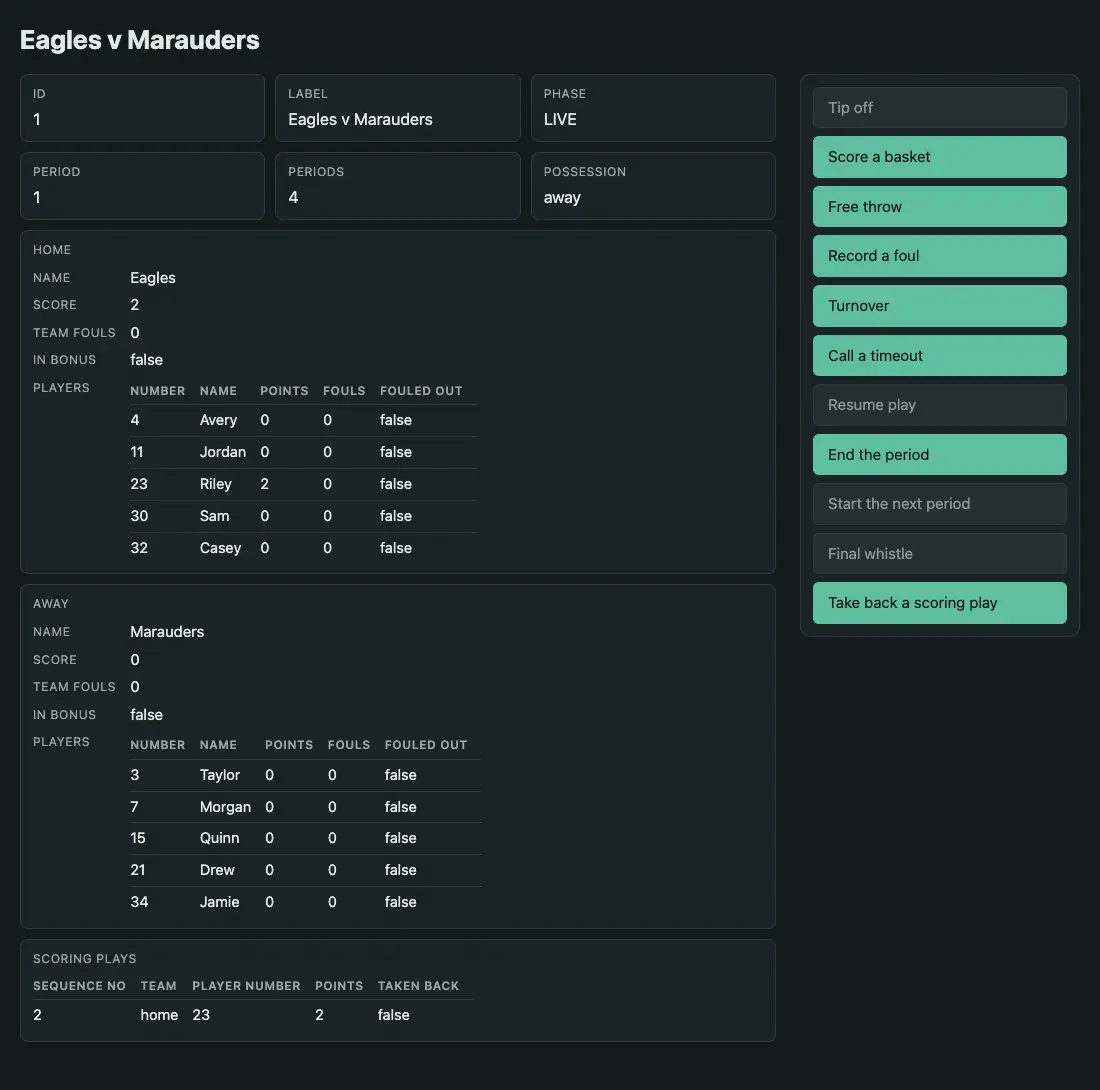 Eagles v Marauders
ID
1
LABEL
Eagles v Marauders
PHASE
LIVE
PERIOD
1
PERIODS
4
POSSESSION
away
HOME
NAME Eagles
SCORE 2
TEAM FOULS 0
IN BONUS false
PLAYERS
NUMBER NAME POINTS FOULS FOULED OUT
4 Avery 0 0 false
11 Jordan 0 0 false
23 Riley 2 0 false
30 Sam 0 0 false
32 Casey 0 0 false
AWAY
NAME Marauders
SCORE 0
TEAM FOULS 0
IN BONUS false
PLAYERS
NUMBER NAME POINTS FOULS FOULED OUT
3 Taylor 0 0 false
7 Morgan 0 0 false
15 Quinn 0 0 false
21 Drew 0 0 false
34 Jamie 0 0 false
SCORING PLAYS
SEQUENCE NO TEAM PLAYER NUMBER POINTS TAKEN BACK
2 home 23 2 false
Tip off
Score a basket
Free throw
Record a foul
Turnover
Call a timeout
Resume play
End the period
Start the next period
Final whistle
Take back a scoring play